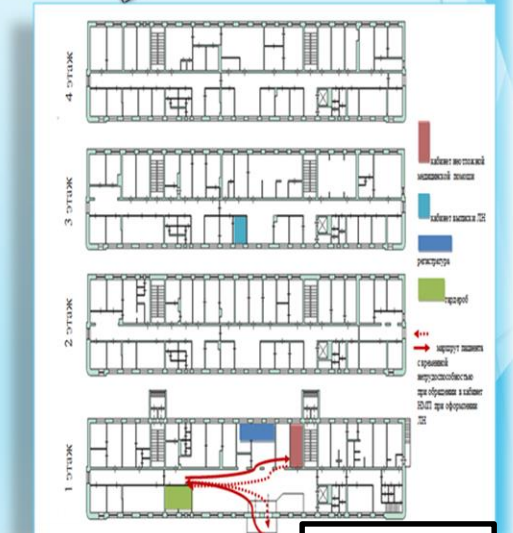 4 этаж
3 этаж
2 этаж
1 этаж
кабинет неотложной
медицинской помощи
кабинет выписки ЛН
регистратура
гардероб
маршрут пациента
с временной
нетрудоспособностью
при обращении в кабинет
НМП при оформлении
ЛН